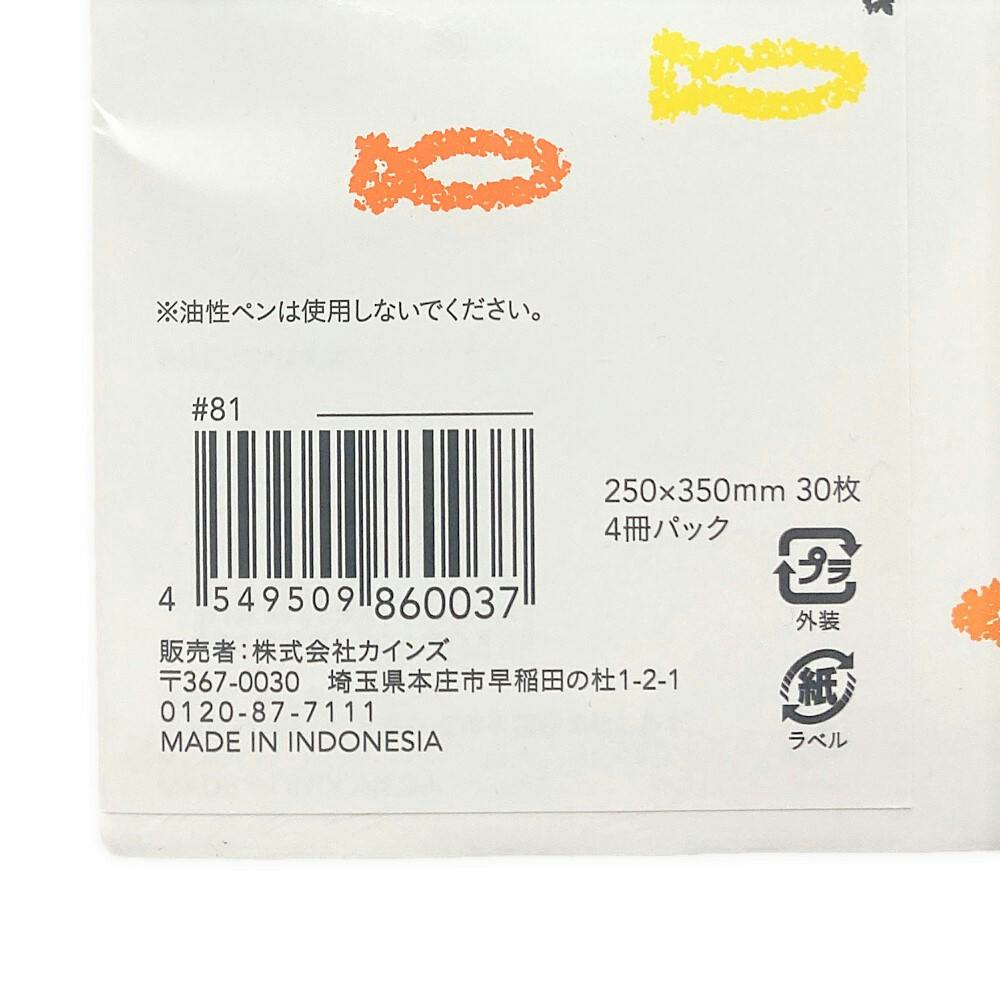 ※油性ペンは使用しないでください。
#81
250×350mm 30枚
4冊パック
プラ
外装
4 549509 860037
販売者：株式会社カインズ
〒367-0030　埼玉県本庄市早稲田の杜1-2-1
0120-87-7111
MADE IN INDONESIA
紙
ラベル